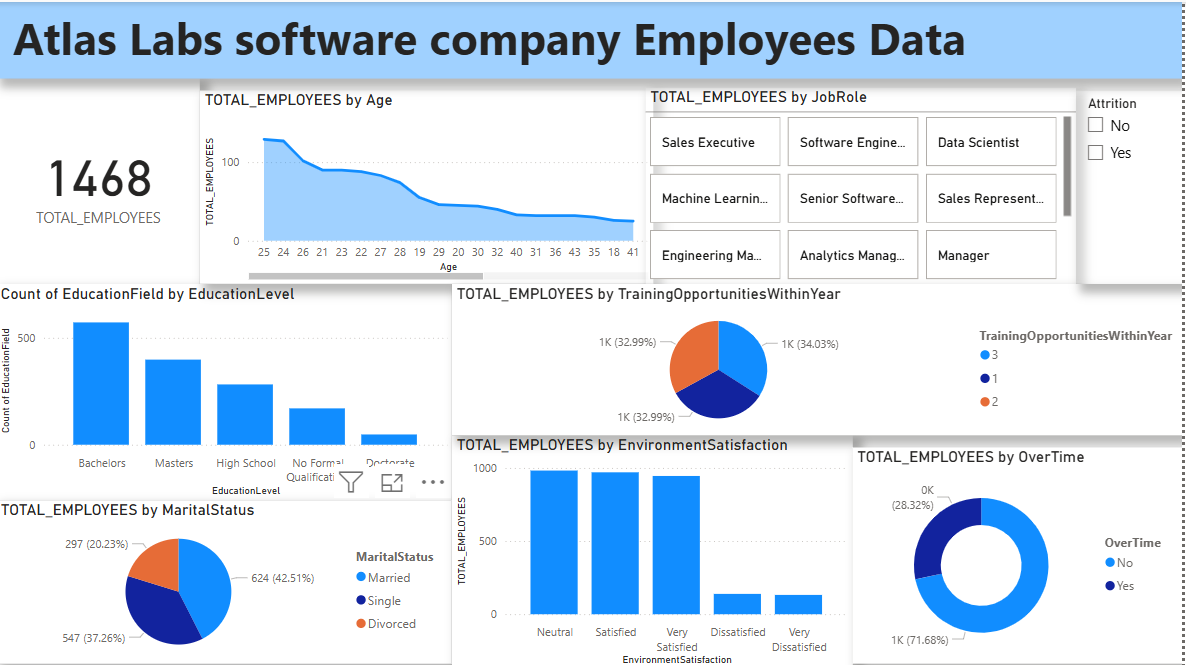 Atlas Labs software company Employees Data
1468
TOTAL_EMPLOYEES
TOTAL_EMPLOYEES by Age
TOTAL_EMPLOYEES
100
0
25 24 26 21 23 22 27 28 19 29 20 30 32 40 31 36 43 35 18 41
Age
TOTAL_EMPLOYEES by JobRole
Sales Executive
Software Engine...
Data Scientist
Machine Learnin...
Senior Software...
Sales Represent...
Engineering Ma...
Analytics Manag...
Manager
Attrition
No
Yes
Count of EducationField by EducationLevel
Count of EducationField
500
0
Bachelors
Masters
High School
No Formal
Qualificati
Doctorate
EducationLevel
TOTAL_EMPLOYEES by TrainingOpportunitiesWithinYear
1K (32.99%)
1K (34.03%)
1K (32.99%)
TrainingOpportunitiesWithinYear
3
1
2
TOTAL_EMPLOYEES by MaritalStatus
297 (20.23%)
624 (42.51%)
547 (37.26%)
MaritalStatus
Married
Single
Divorced
TOTAL_EMPLOYEES by EnvironmentSatisfaction
TOTAL_EMPLOYEES
1000
500
0
Neutral
Satisfied
Very
Satisfied
Dissatisfied
Very
Dissatisfied
EnvironmentSatisfaction
TOTAL_EMPLOYEES by OverTime
0K
(28.32%)
1K (71.68%)
OverTime
No
Yes